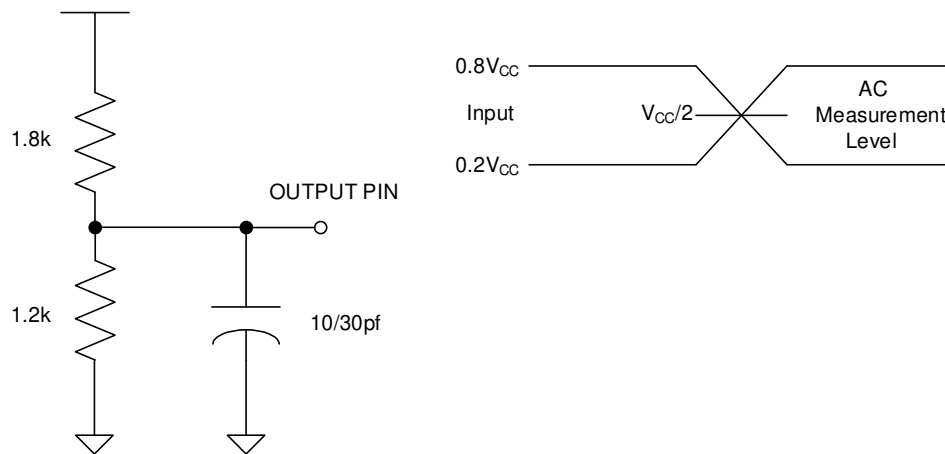 1.8k
OUTPUT PIN
1.2k
10/30pf
0.8VCC
Input
VCC/2
0.2VCC
AC
Measurement
Level